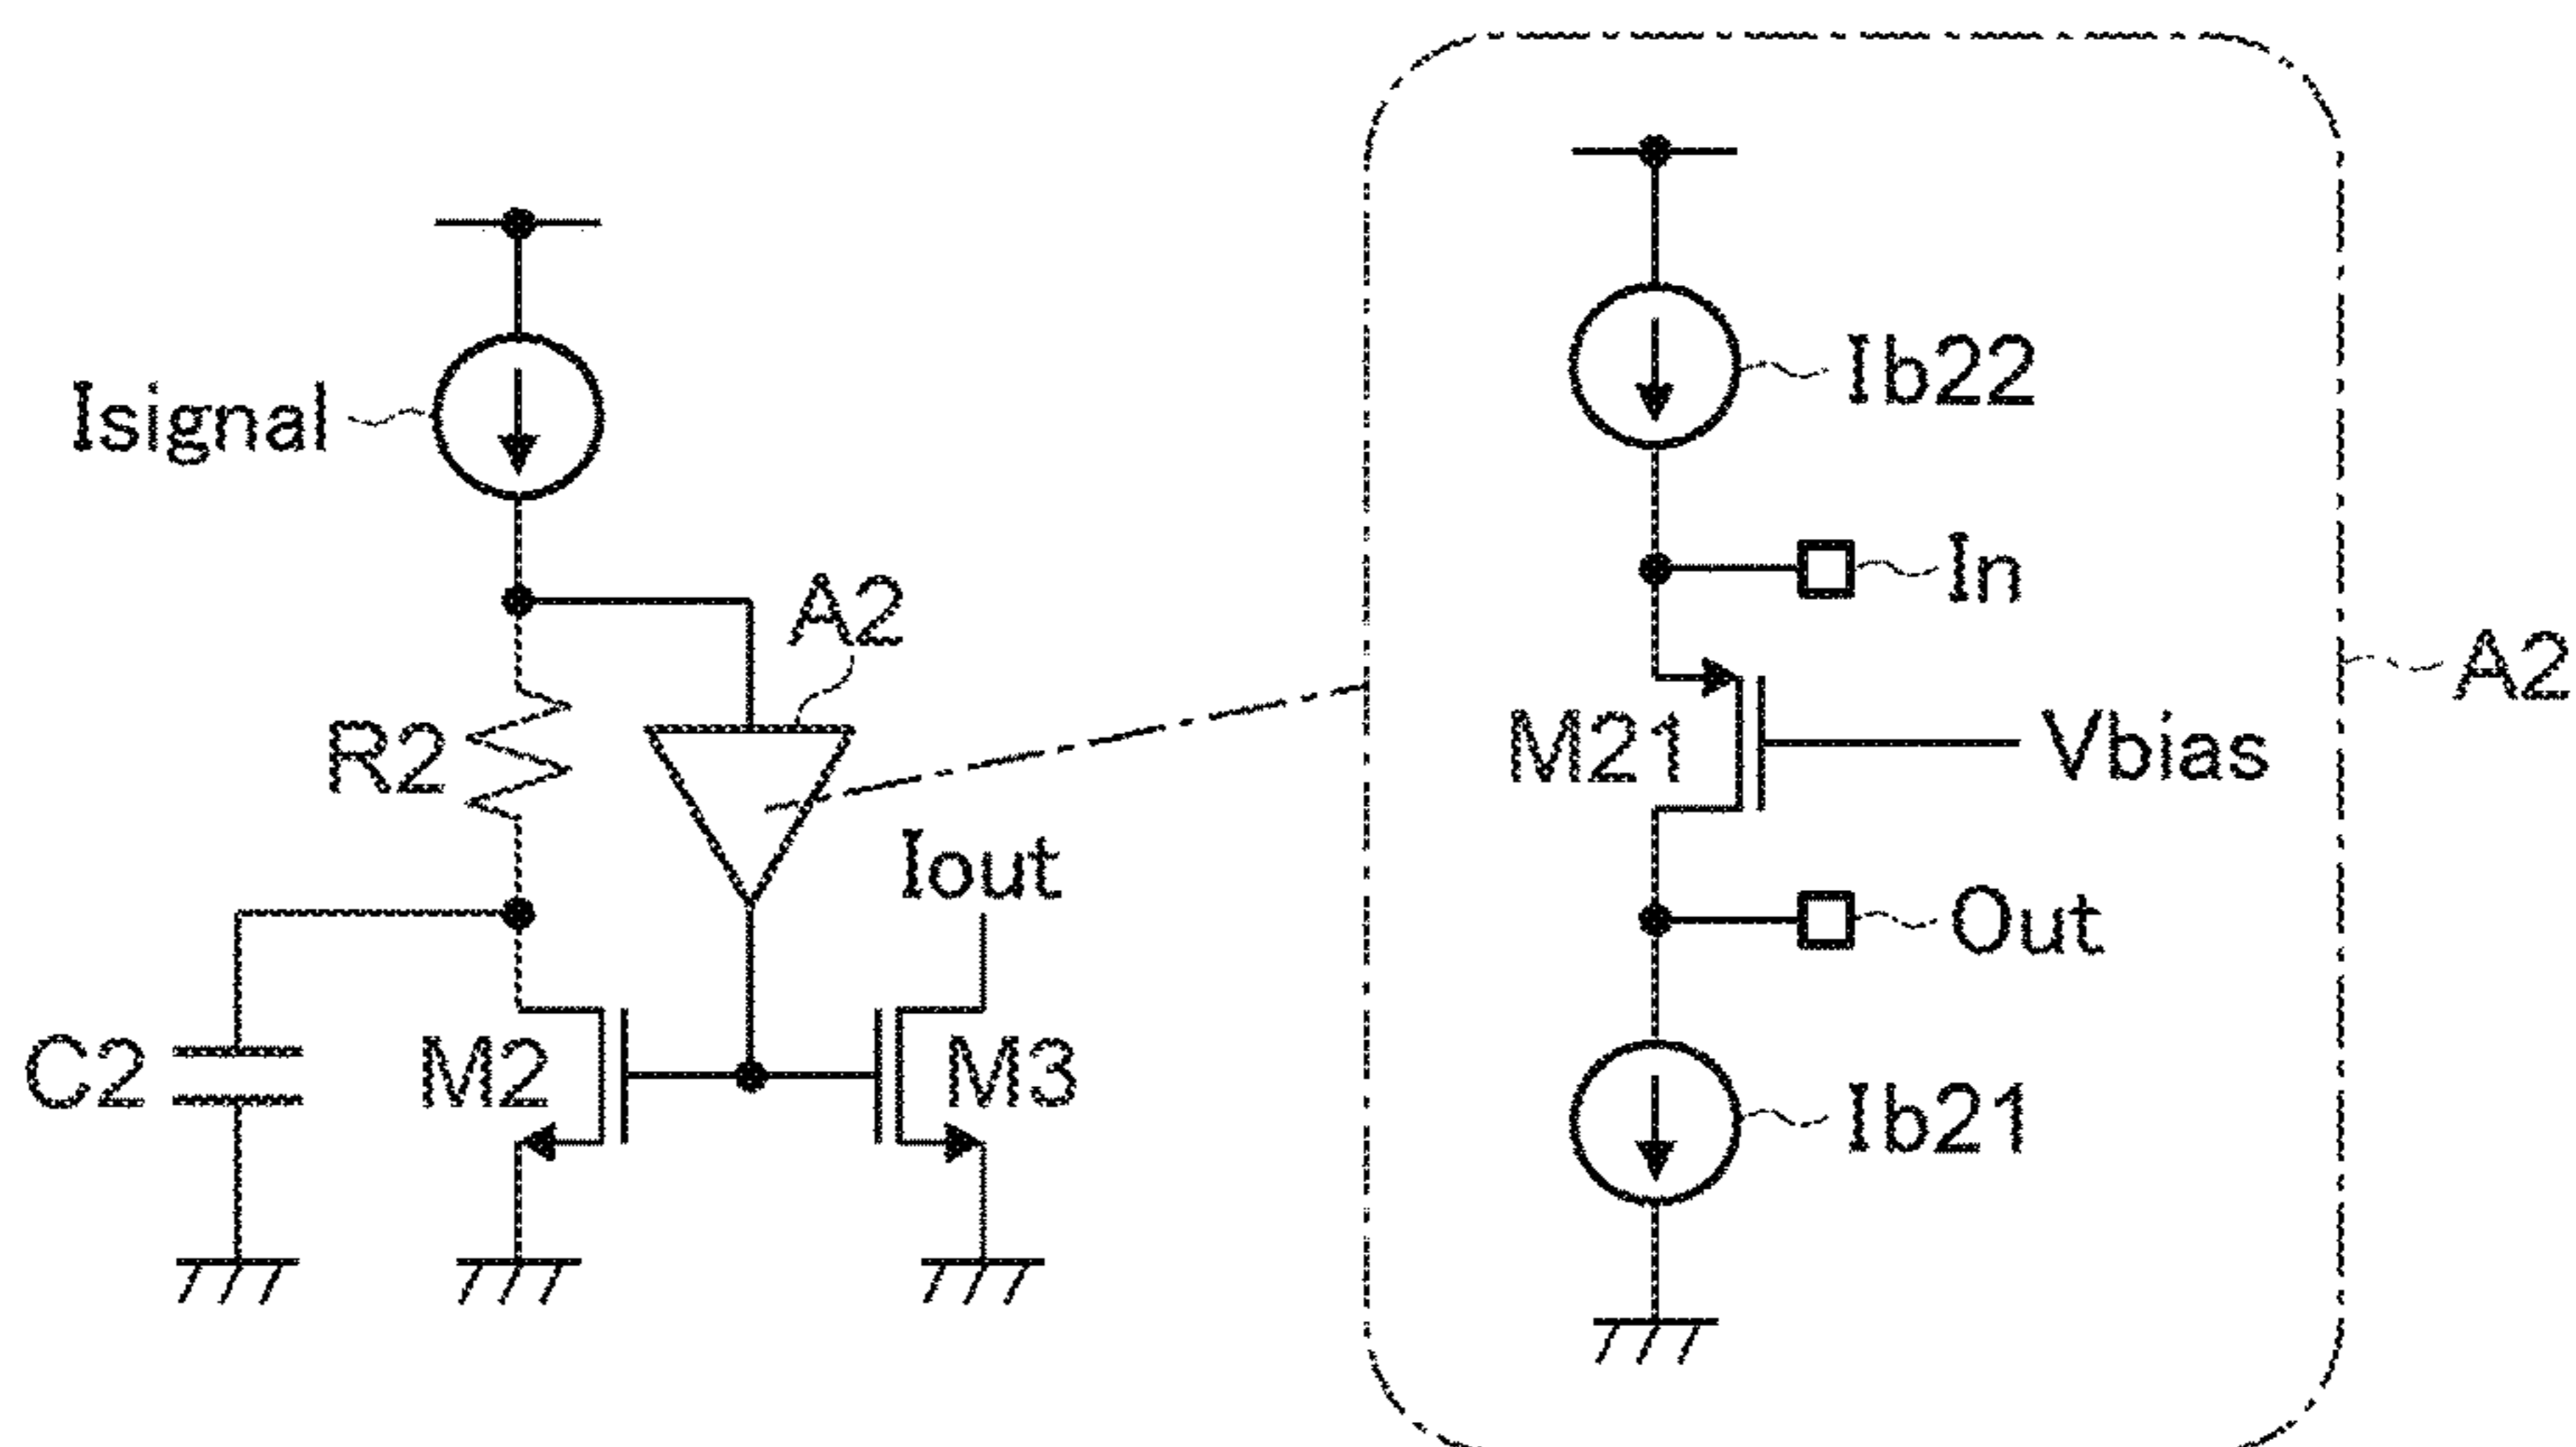 Isignal
A2
R2
Iout
C2
M2
M3
Ib22
In
M21
Vbias
Out
Ib21
A2